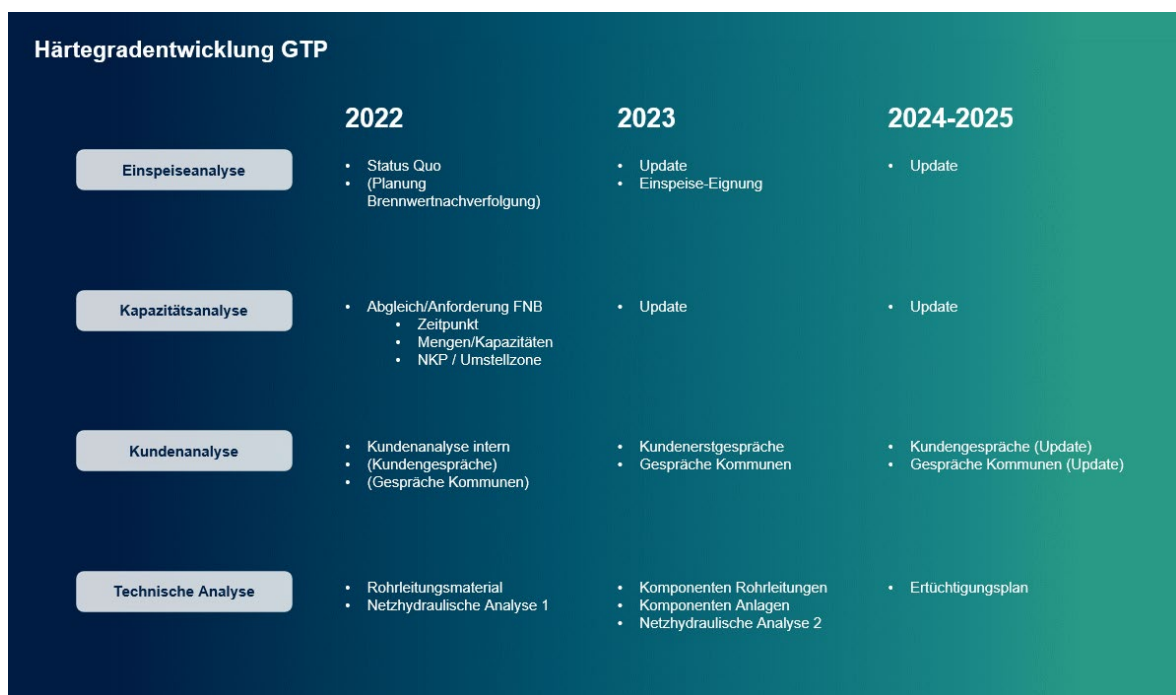 Härtegradentwicklung GTP
2022
2023
2024-2025
Einspeiseanalyse
• Status Quo
• (Planung
Brennwertnachverfolgung)
• Update
• Einspeise-Eignung
• Update
Kapazitätsanalyse
• Abgleich/Anforderung FNB
• Zeitpunkt
• Mengen/Kapazitäten
• NKP / Umstellzone
• Update
• Update
Kundenanalyse
• Kundenanalyse intern
• (Kundengespräche)
• (Gespräche Kommunen)
• Kundenerstgespräche
• Gespräche Kommunen
• Kundengespräche (Update)
• Gespräche Kommunen (Update)
Technische Analyse
• Rohrleitungsmaterial
• Netzhydraulische Analyse 1
• Komponenten Rohrleitungen
• Komponenten Anlagen
• Netzhydraulische Analyse 2
• Ertüchtigungsplan